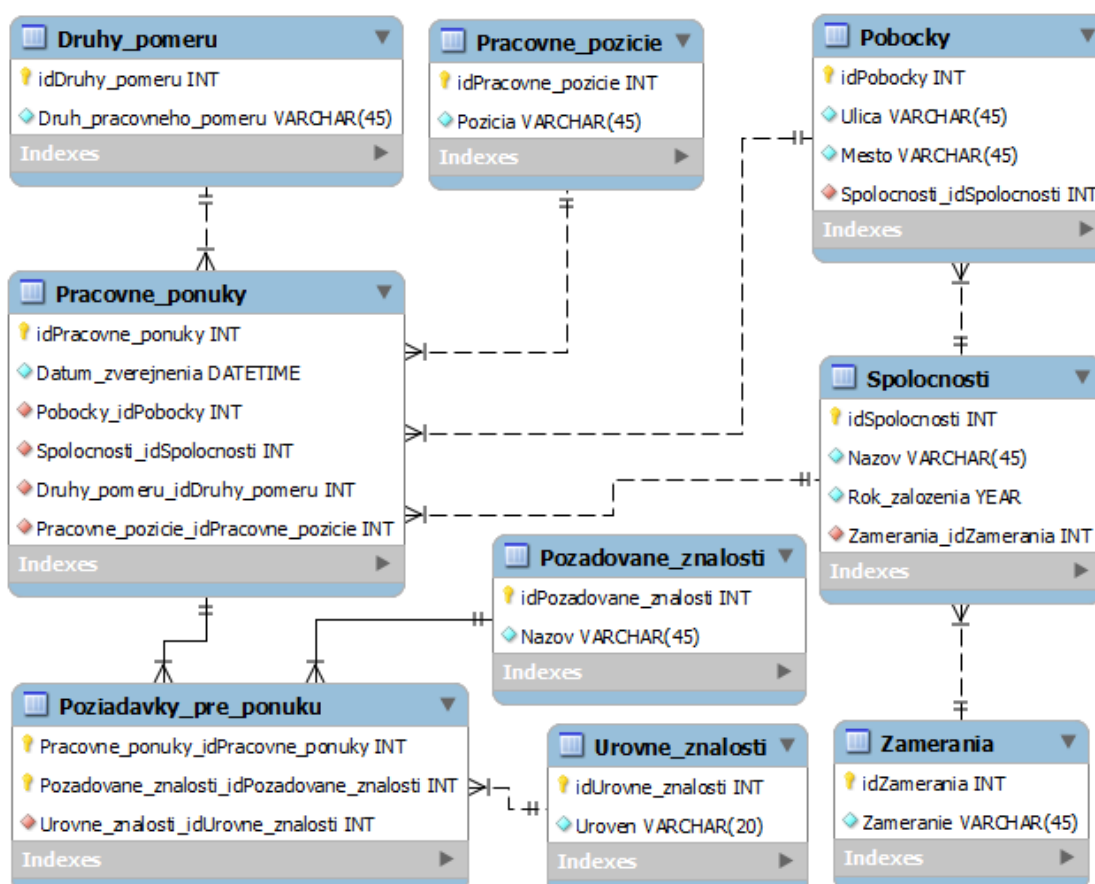 Druhy_pomeru
idDruhy_pomeru INT
Druh_pracovneho_pomeru VARCHAR(45)
Indexes
Pracovne_pozicie
idPracovne_pozicie INT
Pozicia VARCHAR(45)
Indexes
Pobocky
idPobocky INT
Ulica VARCHAR(45)
Mesto VARCHAR(45)
Spolocnosti_idSpolocnosti INT
Indexes
Pracovne_ponuky
idPracovne_ponuky INT
Datum_zverejnenia DATETIME
Pobocky_idPobocky INT
Spolocnosti_idSpolocnosti INT
Druhy_pomeru_idDruhy_pomeru INT
Pracovne_pozicie_idPracovne_pozicie INT
Indexes
Spolocnosti
idSpolocnosti INT
Nazov VARCHAR(45)
Rok_zalozenia YEAR
Zamerania_idZamerania INT
Indexes
Pozadovane_znalosti
idPozadovane_znalosti INT
Nazov VARCHAR(45)
Indexes
Poziadavky_pre_ponuku
Pracovne_ponuky_idPracovne_ponuky INT
Pozadovane_znalosti_idPozadovane_znalosti INT
Urovne_znalosti_idUrovne_znalosti INT
Indexes
Urovne_znalosti
idUrovne_znalosti INT
Uroven VARCHAR(20)
Indexes
Zamerania
idZamerania INT
Zameranie VARCHAR(45)
Indexes